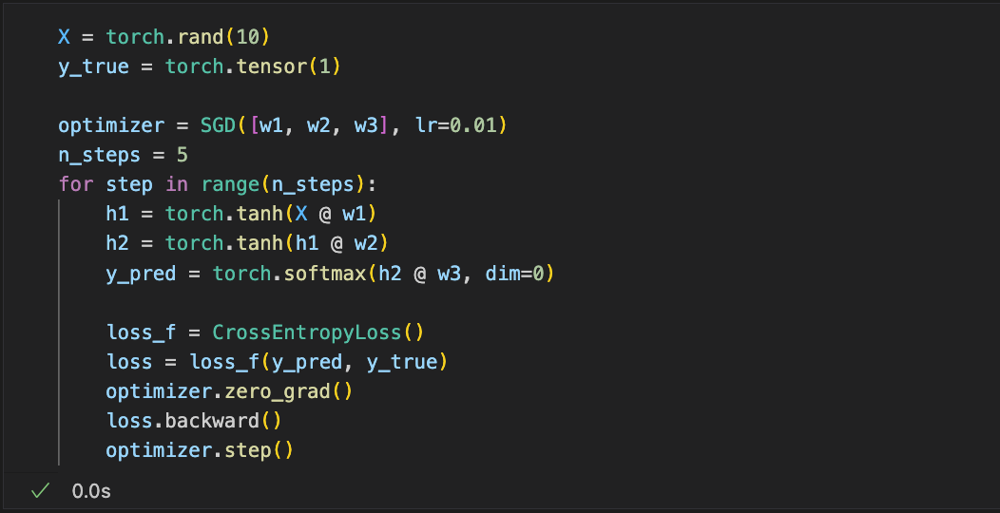 X = torch.rand(10)
y_true = torch.tensor(1)
optimizer = SGD([w1, w2, w3], lr=0.01)
n_steps = 5
for step in range(n_steps):
    h1 = torch.tanh(X @ w1)
    h2 = torch.tanh(h1 @ w2)
    y_pred = torch.softmax(h2 @ w3, dim=0)
    loss_f = CrossEntropyLoss()
    loss = loss_f(y_pred, y_true)
    optimizer.zero_grad()
    loss.backward()
    optimizer.step()
0.0s